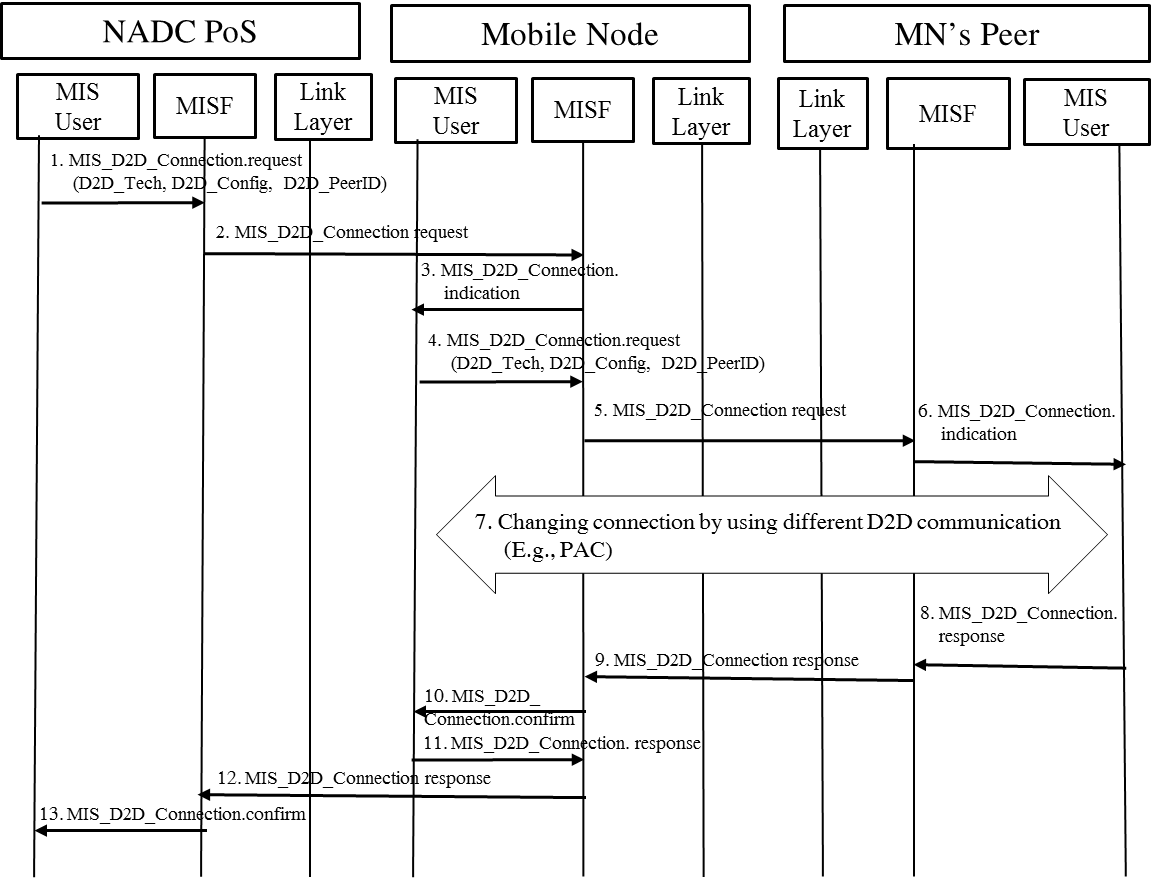 NADC PoS
Mobile Node
MN's Peer
MIS
User
MISF
Link
Layer
MIS
User
MISF
Link
Layer
Link
Layer
MISF
MIS
User
1. MIS_D2D_Connection.request
(D2D_Tech, D2D_Config, D2D_PeerID)
2. MIS_D2D_Connection request
3. MIS_D2D_Connection.
indication
4. MIS_D2D_Connection.request
(D2D_Tech, D2D_Config, D2D_PeerID)
5. MIS_D2D_Connection request
6. MIS_D2D_Connection.
indication
7. Changing connection by using different D2D communication
(E.g., PAC)
8. MIS_D2D_Connection.
response
9. MIS_D2D_Connection response
10. MIS_D2D_
Connection.confirm
11. MIS_D2D_Connection. response
12. MIS_D2D_Connection response
13. MIS_D2D_Connection.confirm